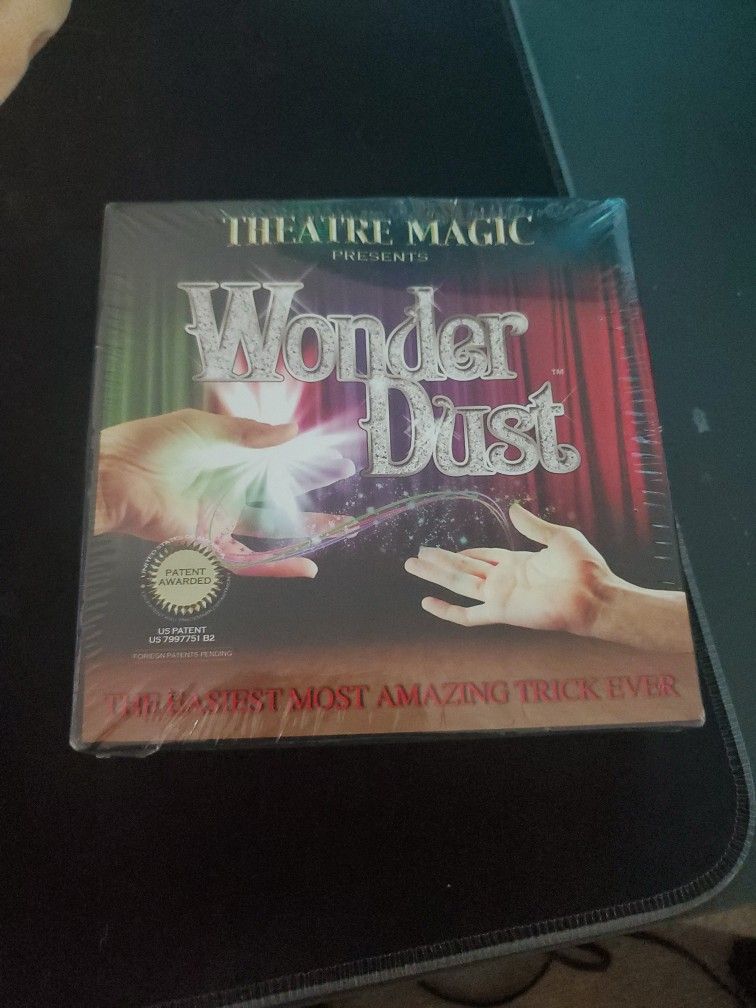 THEATRE MAGIC
PRESENTS
Wonder
Dust
™
PATENT
AWARDED
US PATENT
US 7997751 B2
FOREIGN PATENTS PENDING
THE EASIEST MOST AMAZING TRICK EVER